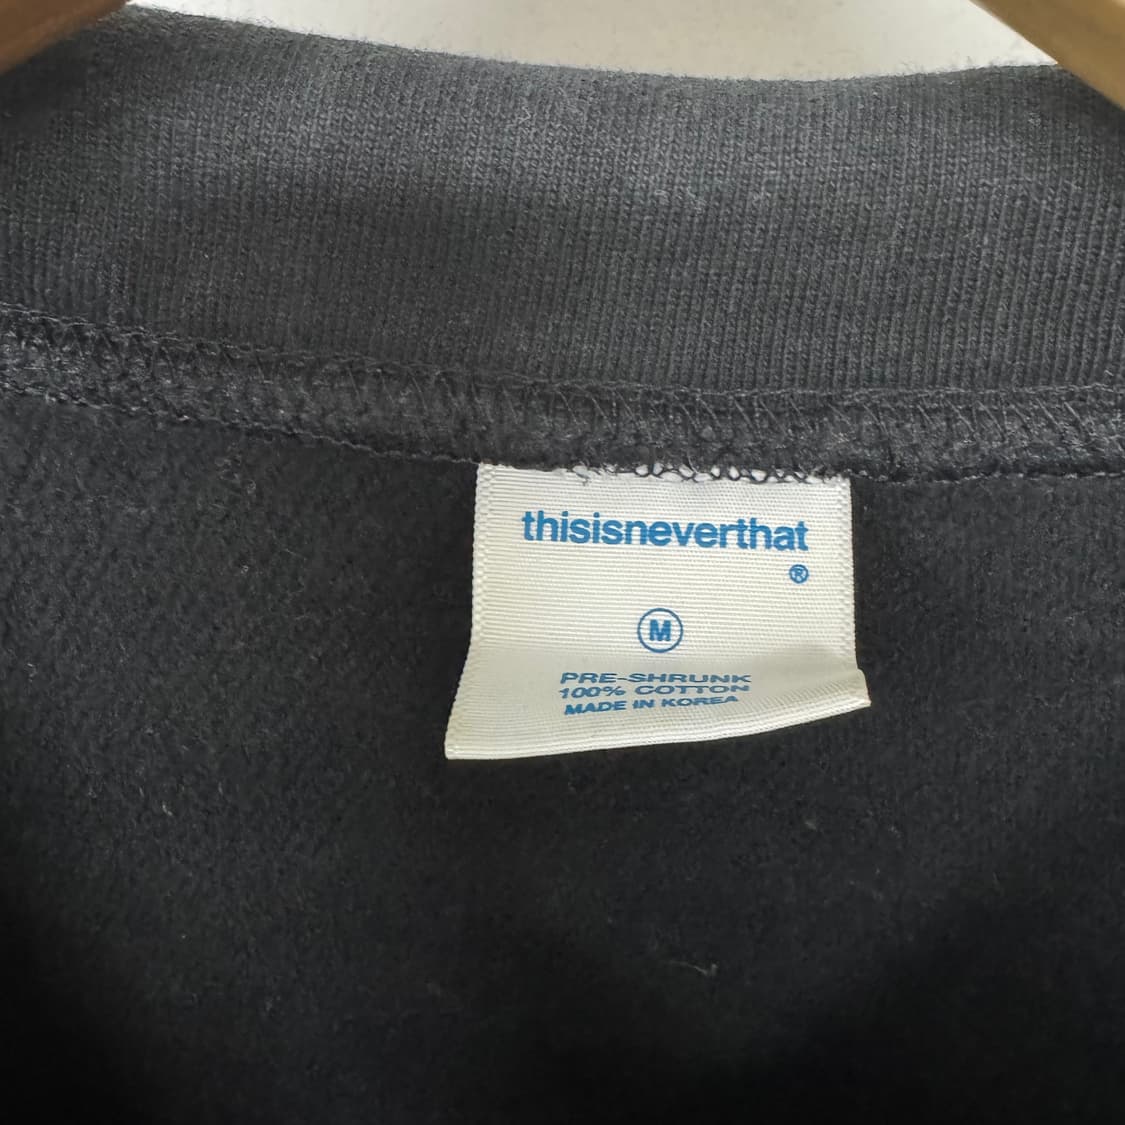 thisisneverthat
®
M
PRE-SHRUNK
100% COTTON
MADE IN KOREA